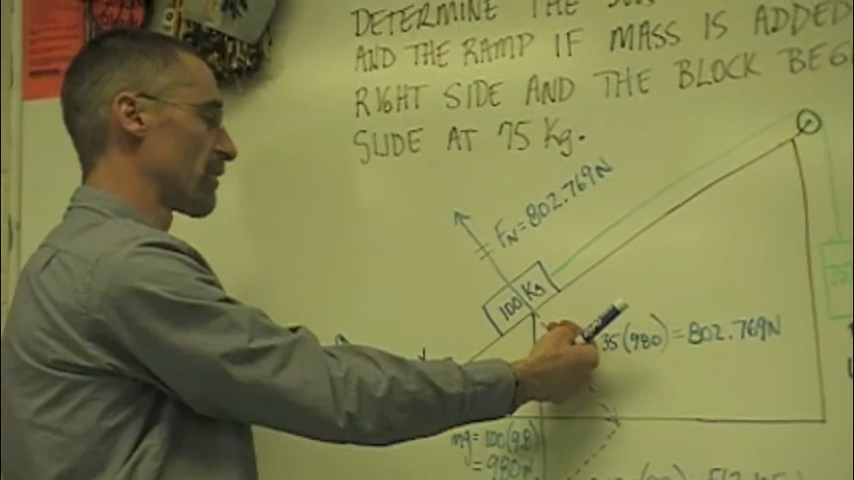 DETERMINE THE
AND THE RAMP IF MASS IS ADDED
RIGHT SIDE AND THE BLOCK
SLIDE AT 75 Kg.
FN = 802.769N
100 Kg
75
35(980) = 802.769N
mg = 100(9.8)
= 980N